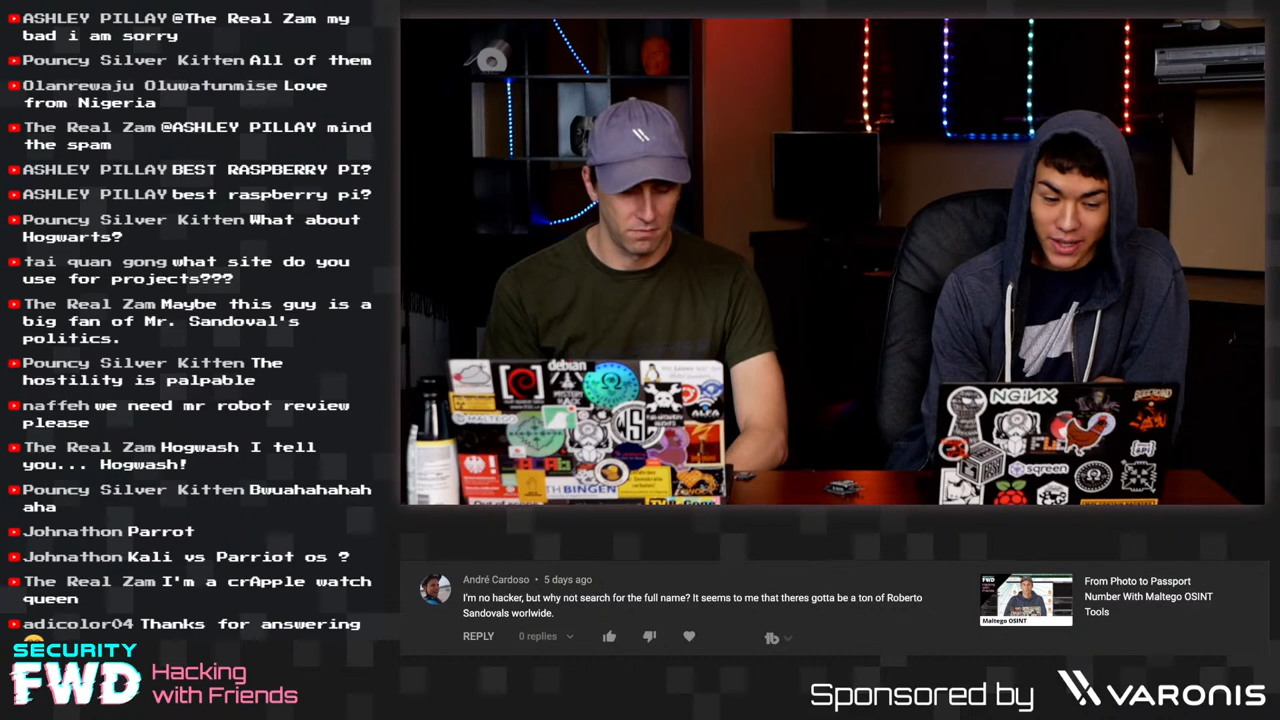 ASHLEY PILLAY @The Real Zam my
bad i am sorry
Pouncy Silver Kitten All of them
Olanrewaju Oluwatunmise Love
from Nigeria
The Real Zam @ASHLEY PILLAY mind
the spam
ASHLEY PILLAY BEST RASPBERRY PI?
ASHLEY PILLAY best raspberry pi?
Pouncy Silver Kitten What about
Hogwarts?
tai quan gong what site do you
use for projects???
The Real Zam Maybe this guy is a
big fan of Mr. Sandoval's
politics.
Pouncy Silver Kitten The
hostility is palpable
naffeh we need mr robot review
please
The Real Zam Hogwash I tell
you... Hogwash!
Pouncy Silver Kitten Bwuahahahah
aha
Johnathon Parrot
Johnathon Kali vs Parriot os ?
The Real Zam I'm a crApple watch
queen
adicolor04 Thanks for answering
SECURITY
FWD
Hacking
with Friends
debian
MALTEGO
TH BINGEN
NGINX
sqreen
André Cardoso • 5 days ago
I'm no hacker, but why not search for the full name? It seems to me that theres gotta be a ton of Roberto
Sandovals worlwide.
REPLY 0 replies
Maltego OSINT
From Photo to Passport
Number With Maltego OSINT
Tools
Sponsored by VARONIS